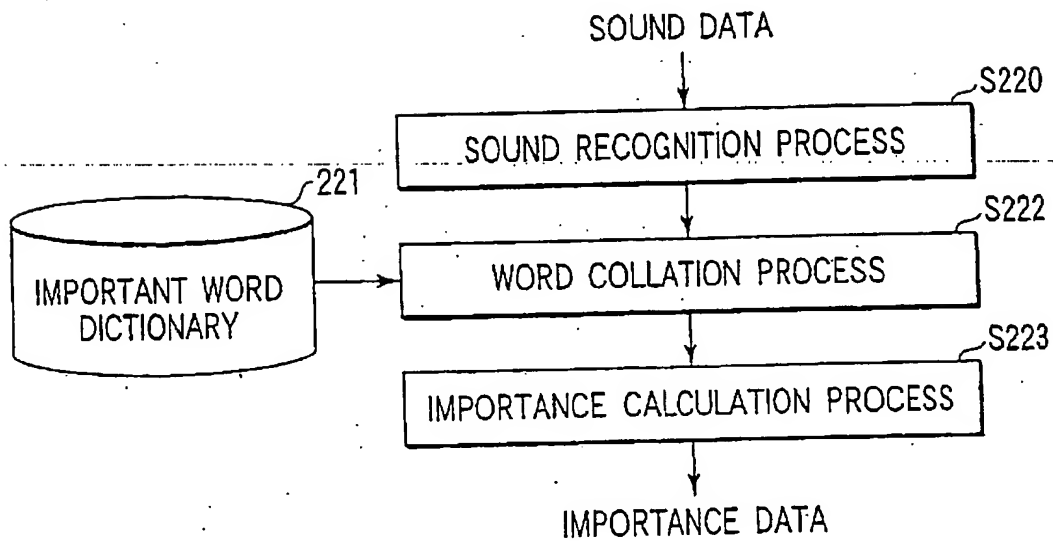 SOUND DATA
S220
SOUND RECOGNITION PROCESS
221
S222
IMPORTANT WORD
DICTIONARY
WORD COLLATION PROCESS
S223
IMPORTANCE CALCULATION PROCESS
IMPORTANCE DATA